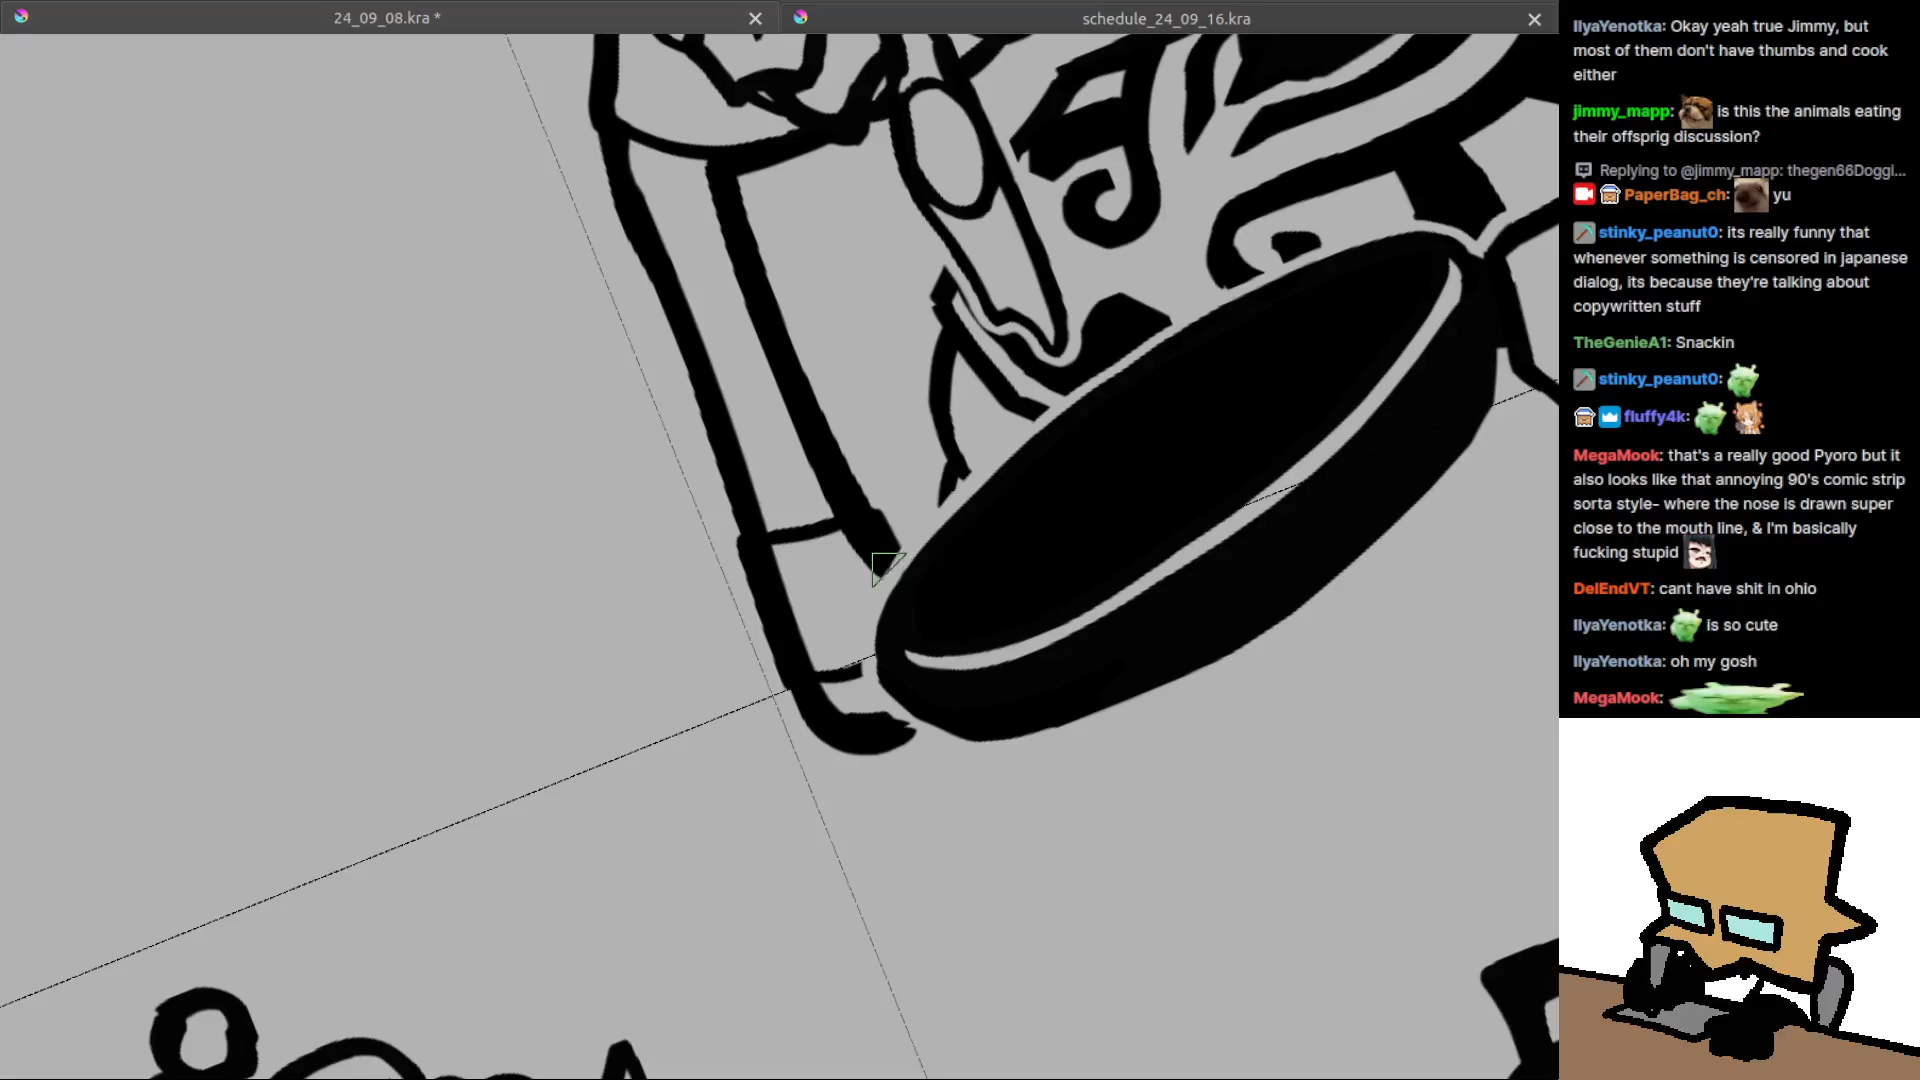 24_09_08.kra *
schedule_24_09_16.kra
IlyaYenotka: Okay yeah true Jimmy, but
most of them don't have thumbs and cook
either
jimmy_mapp: is this the animals eating
their offsprig discussion?
Replying to @jimmy_mapp: thegen66Doggi...
PaperBag_ch: yu
stinky_peanut0: its really funny that
whenever something is censored in japanese
dialog, its because they're talking about
copywritten stuff
TheGenieA1: Snackin
stinky_peanut0:
fluffy4k:
MegaMook: that's a really good Pyoro but it
also looks like that annoying 90's comic strip
sorta style- where the nose is drawn super
close to the mouth line, & I'm basically
fucking stupid
DelEndVT: cant have shit in ohio
IlyaYenotka: is so cute
IlyaYenotka: oh my gosh
MegaMook: